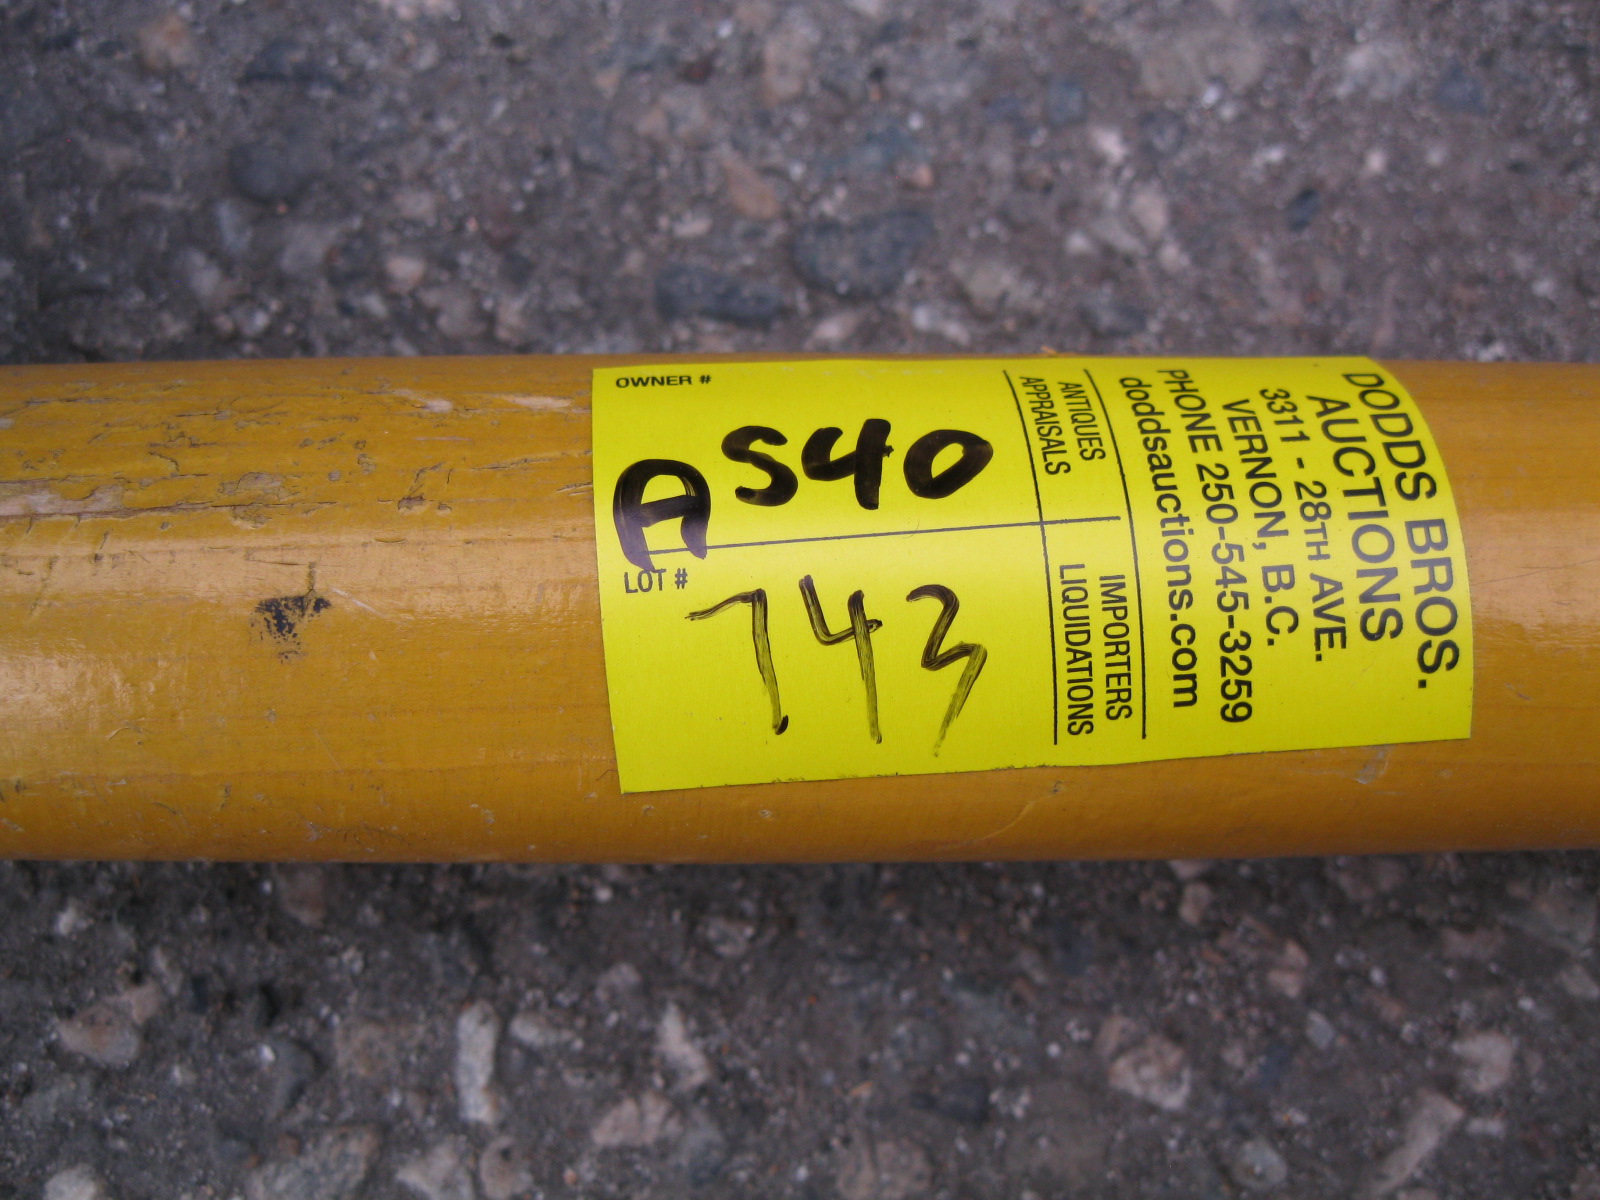 OWNER #
540
A
LOT #
743
ANTIQUES
APPRAISALS
IMPORTERS
LIQUIDATIONS
DODDS BROS.
AUCTIONS
3311 - 28TH AVE.
VERNON, B.C.
PHONE 250-545-3259
doddsauctions.com